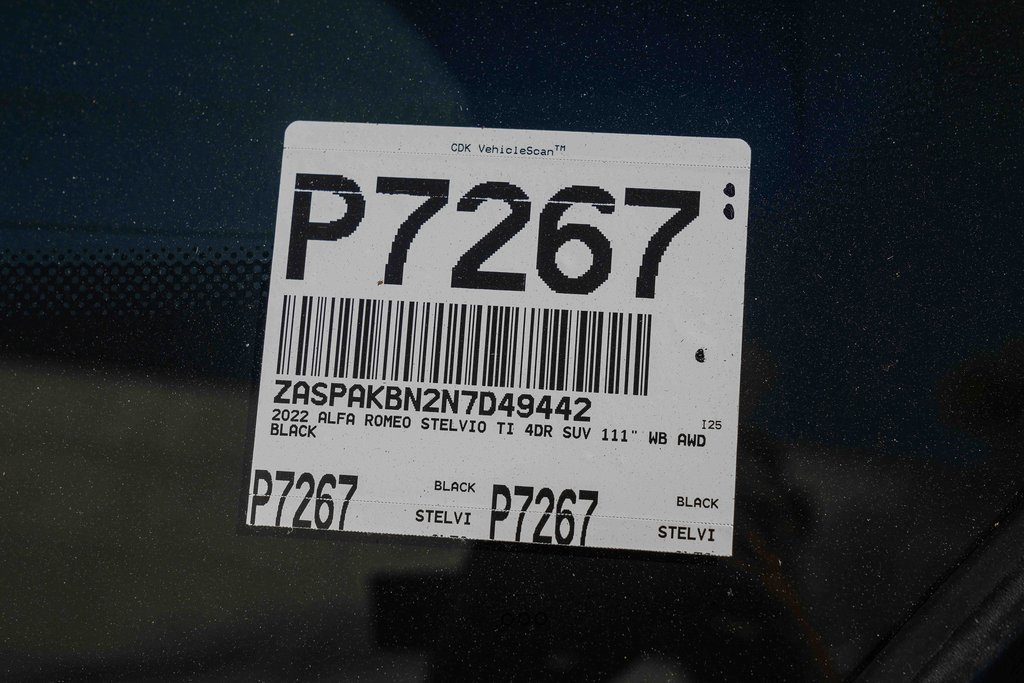 CDK VehicleScan™
P7267
ZASPAKBN2N7D49442
I25
2022 ALFA ROMEO STELVIO TI 4DR SUV 111" WB AWD
BLACK
P7267 BLACK P7267 BLACK
STELVI STELVI